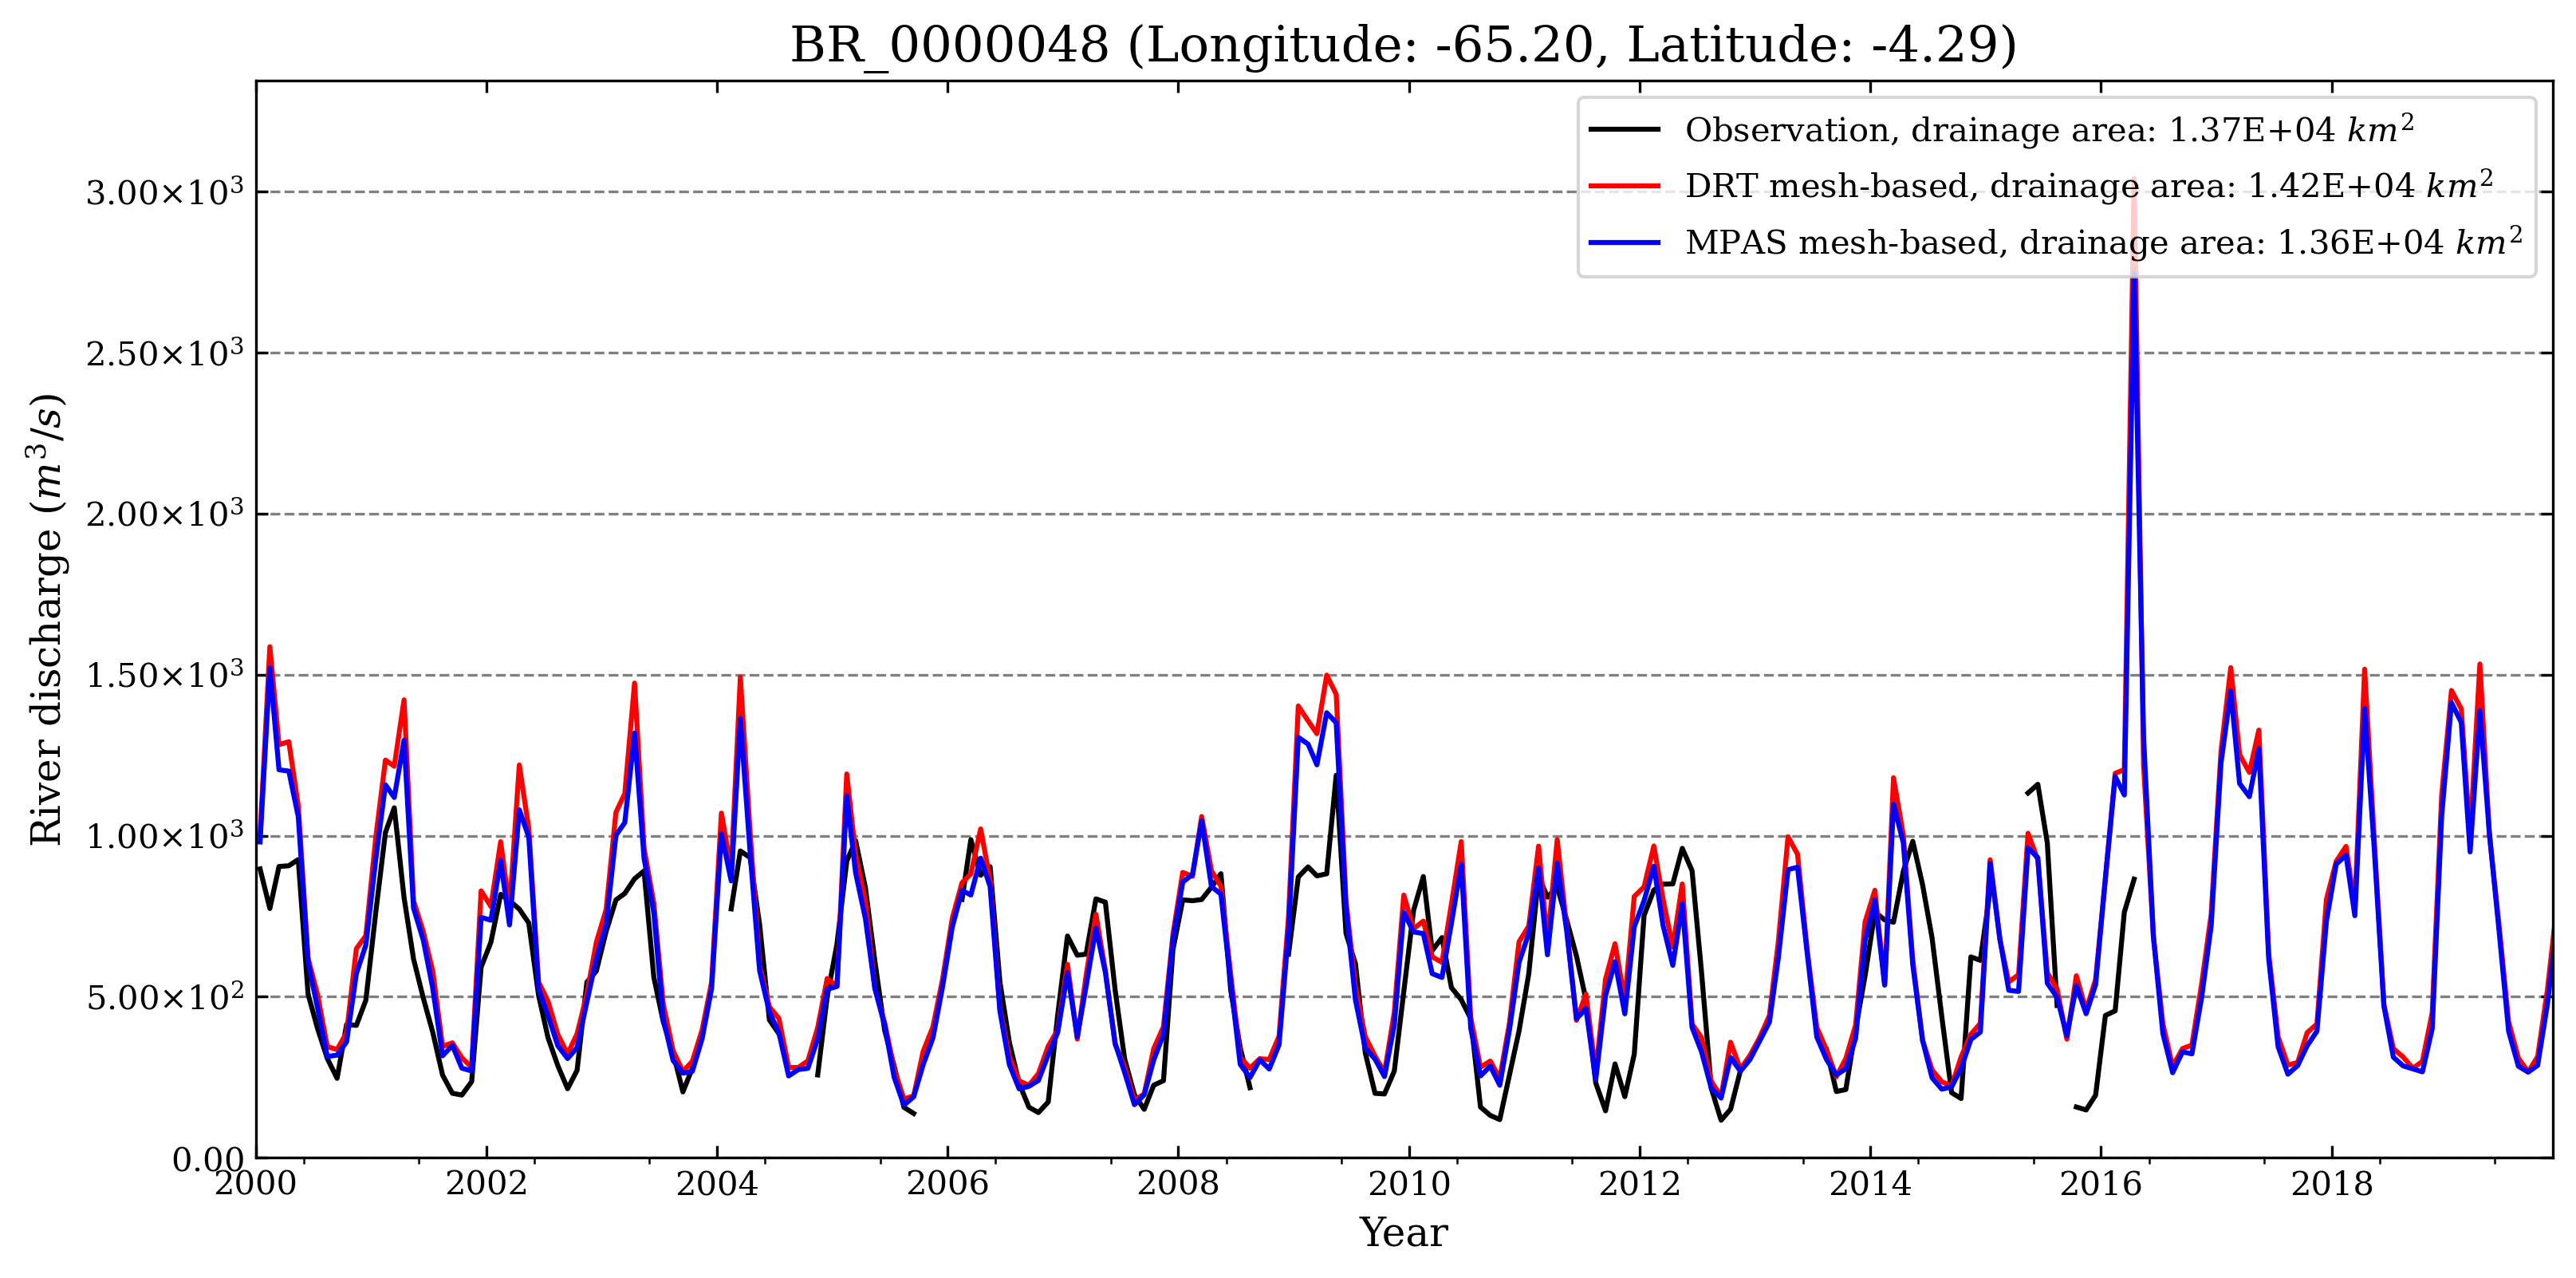 BR_0000048 (Longitude: -65.20, Latitude: -4.29)
Observation, drainage area: 1.37E+04 km²
DRT mesh-based, drainage area: 1.42E+04 km²
MPAS mesh-based, drainage area: 1.36E+04 km²
River discharge (m³/s)
3.00×10³
2.50×10³
2.00×10³
1.50×10³
1.00×10³
5.00×10²
0.00
2000 2002 2004 2006 2008 2010 2012 2014 2016 2018
Year